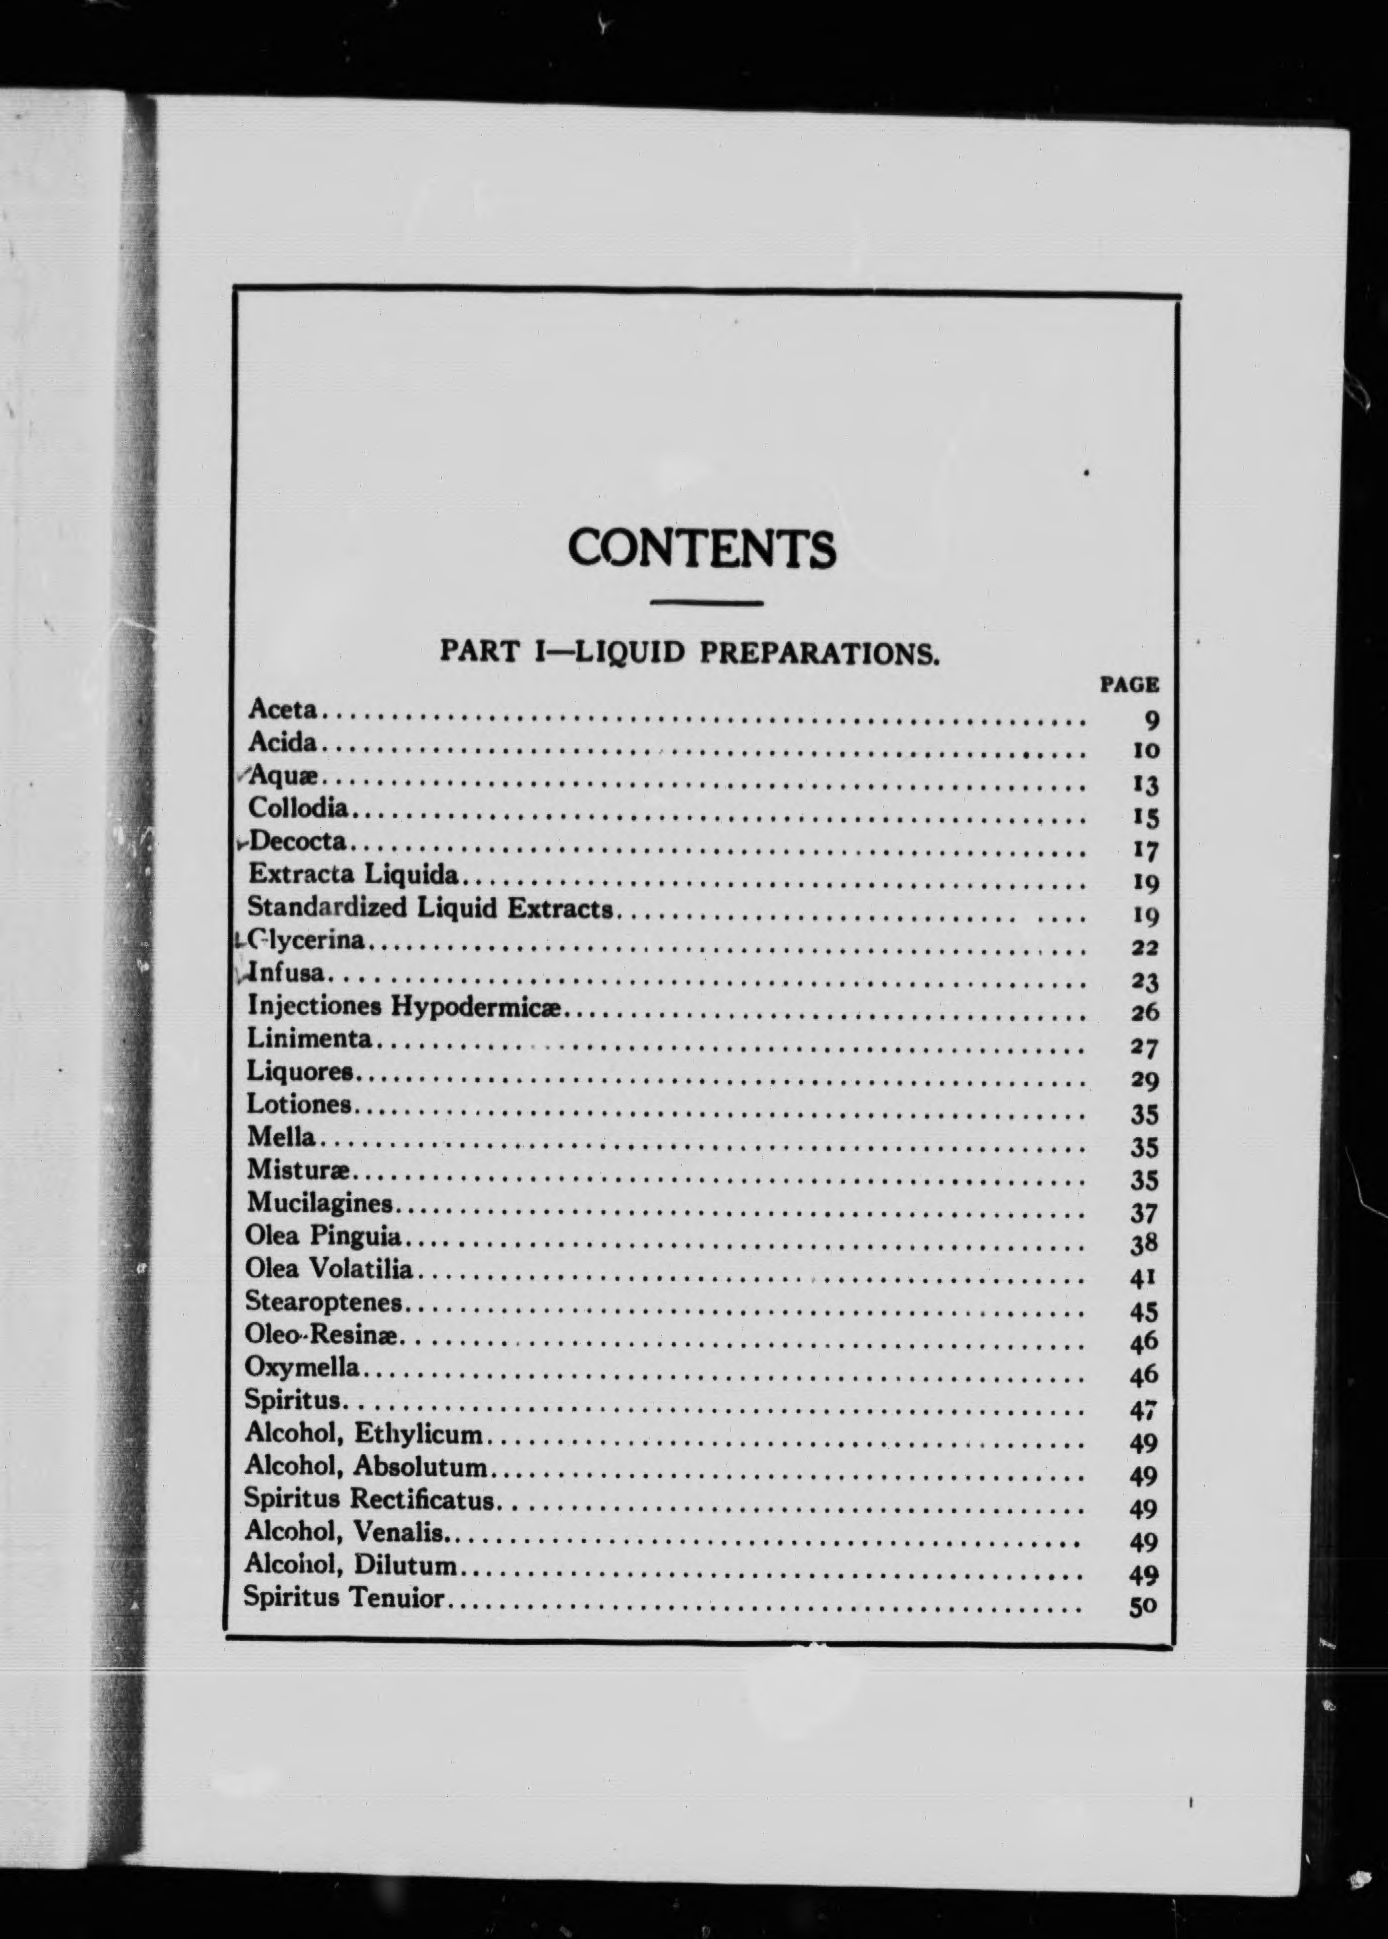 CONTENTS
PART I—LIQUID PREPARATIONS.
PAGE
Aceta 9
Acida 10
Aquæ 13
Collodia 15
Decocta 17
Extracta Liquida 19
Standardized Liquid Extracts 19
Glycerina 22
Infusa 23
Injectiones Hypodermicæ 26
Linimenta 27
Liquores 29
Lotiones 35
Mella 35
Misturæ 35
Mucilagines 37
Olea Pinguia 38
Olea Volatilia 41
Stearoptenes 45
Oleo-Resinæ 46
Oxymella 46
Spiritus 47
Alcohol, Ethylicum 49
Alcohol, Absolutum 49
Spiritus Rectificatus 49
Alcohol, Venalis 49
Alcohol, Dilutum 49
Spiritus Tenuior 50